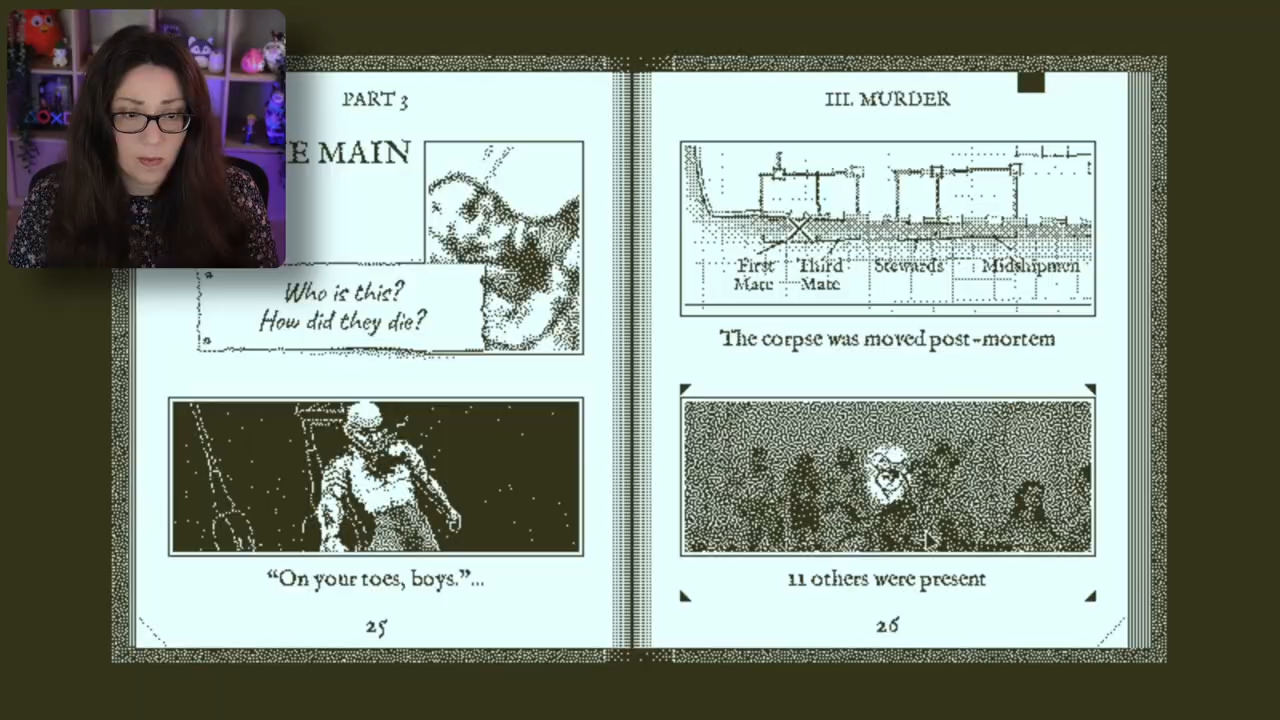 PART 3
E MAIN
Who is this?
How did they die?
"On your toes, boys."...
25
III. MURDER
First Mate
Third Mate
Stewards
Midshipmen
The corpse was moved post-mortem
11 others were present
26